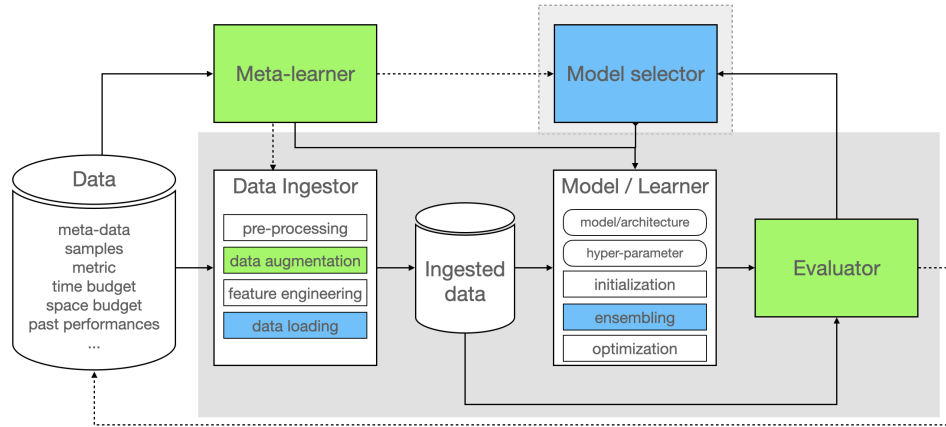 Meta-learner
Model selector
Data
meta-data
samples
metric
time budget
space budget
past performances
...
Data Ingestor
pre-processing
data augmentation
feature engineering
data loading
Ingested
data
Model / Learner
model/architecture
hyper-parameter
initialization
ensembling
optimization
Evaluator